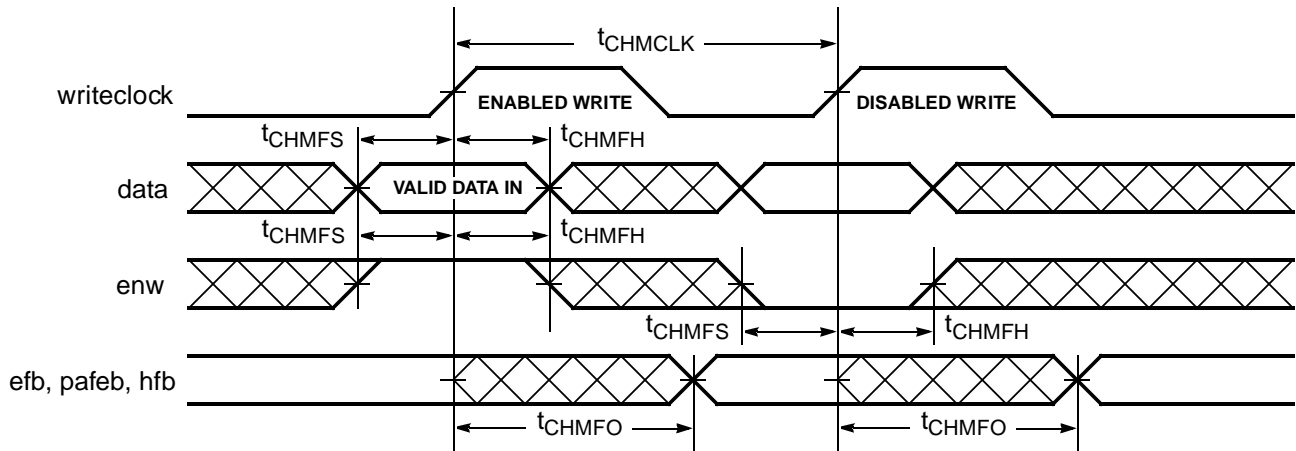 tCHMCLK
writeclock
ENABLED WRITE
DISABLED WRITE
tCHMFS
tCHMFH
data
VALID DATA IN
tCHMFS
tCHMFH
enw
tCHMFS
tCHMFH
efb, pafeb, hfb
tCHMFO
tCHMFO